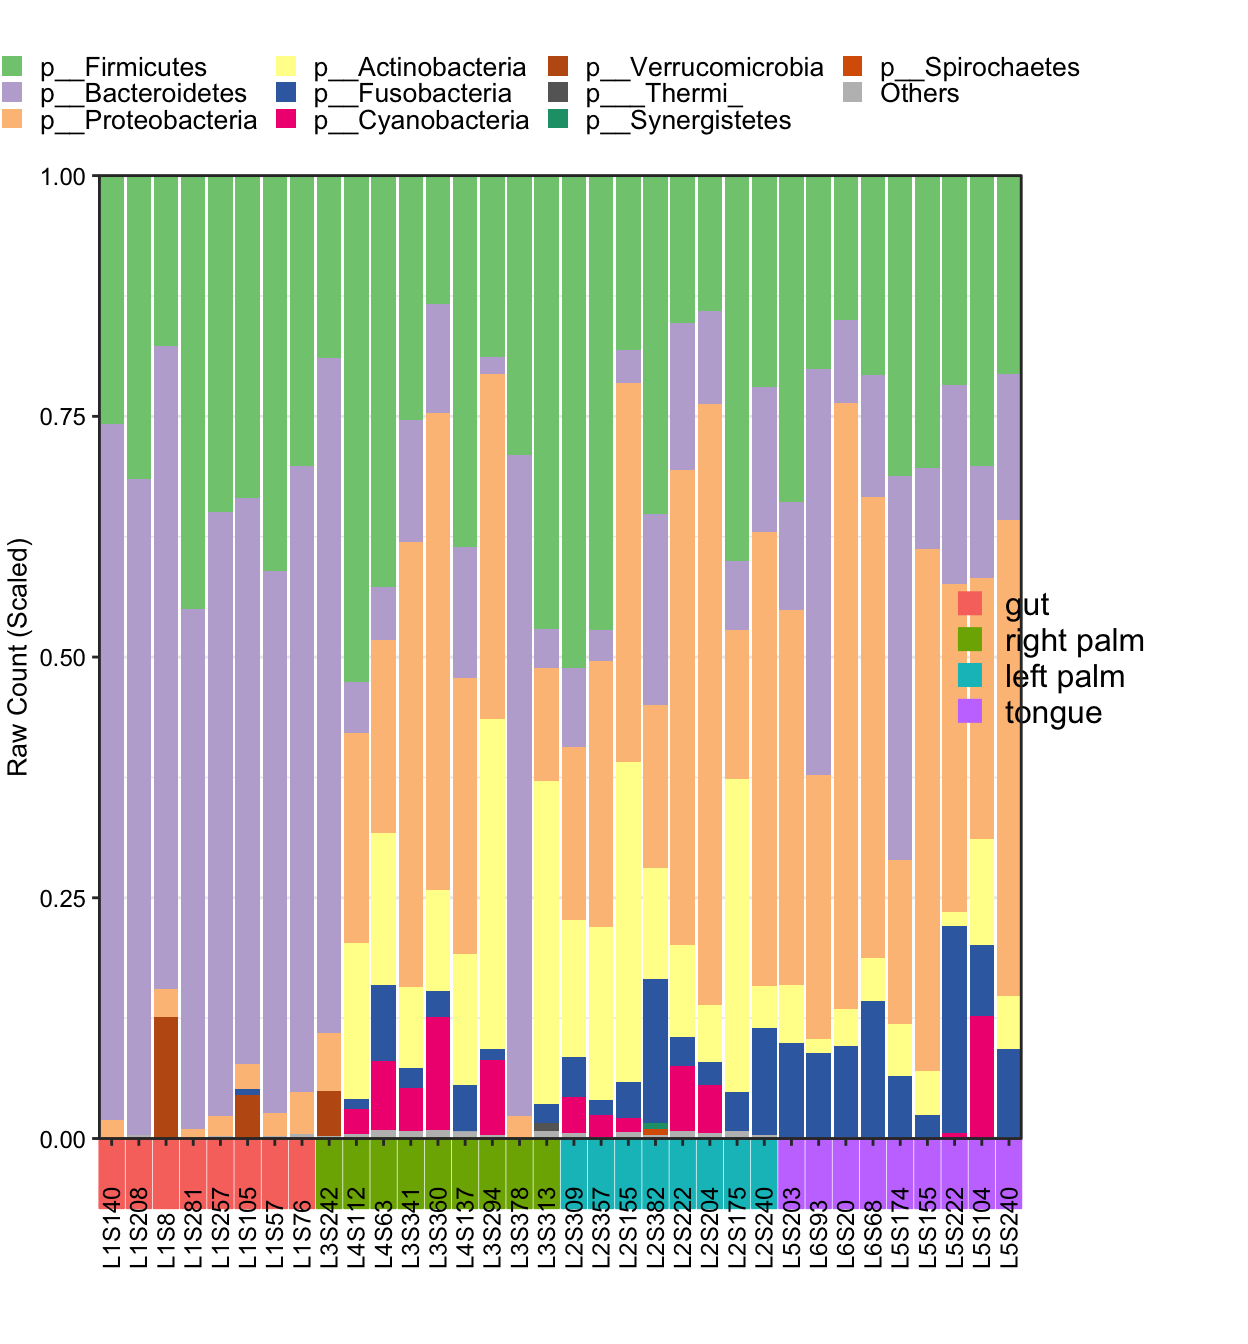 p__Firmicutes p__Actinobacteria p__Verrucomicrobia p__Spirochaetes
p__Bacteroidetes p__Fusobacteria p___Thermi_ Others
p__Proteobacteria p__Cyanobacteria p__Synergistetes
1.00
0.75
0.50
0.25
0.00
Raw Count (Scaled)
gut
right palm
left palm
tongue
L1S140
L1S208
L1S8
L1S281
L1S257
L1S105
L1S57
L1S76
L3S242
L4S112
L4S63
L3S341
L3S360
L4S137
L3S294
L3S378
L3S313
L2S309
L2S357
L2S155
L2S382
L2S222
L2S204
L2S175
L2S240
L5S203
L6S93
L6S20
L6S68
L5S174
L5S155
L5S222
L5S104
L5S240